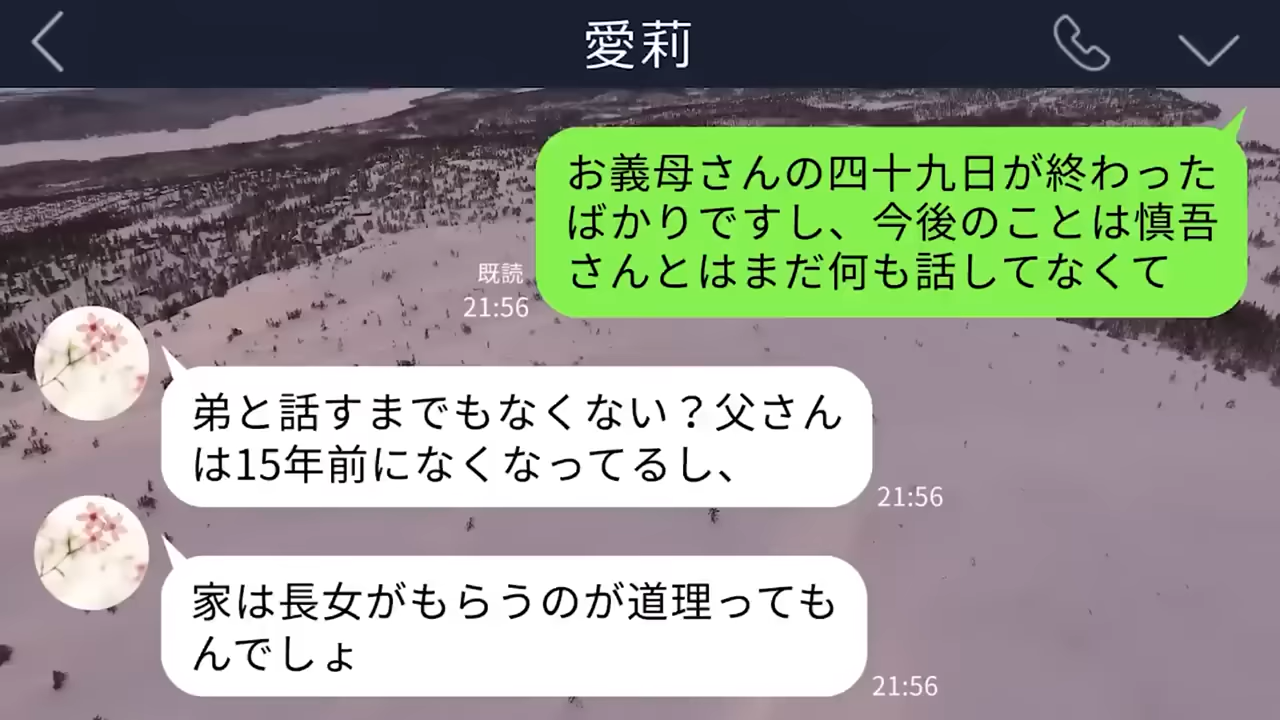 愛莉
お義母さんの四十九日が終わった
ばかりですし、今後のことは慎吾
さんとはまだ何も話してなくて
既読
21:56
弟と話すまでもなくない？父さん
は15年前になくなってるし、
21:56
家は長女がもらうのが道理っても
んでしょ
21:56